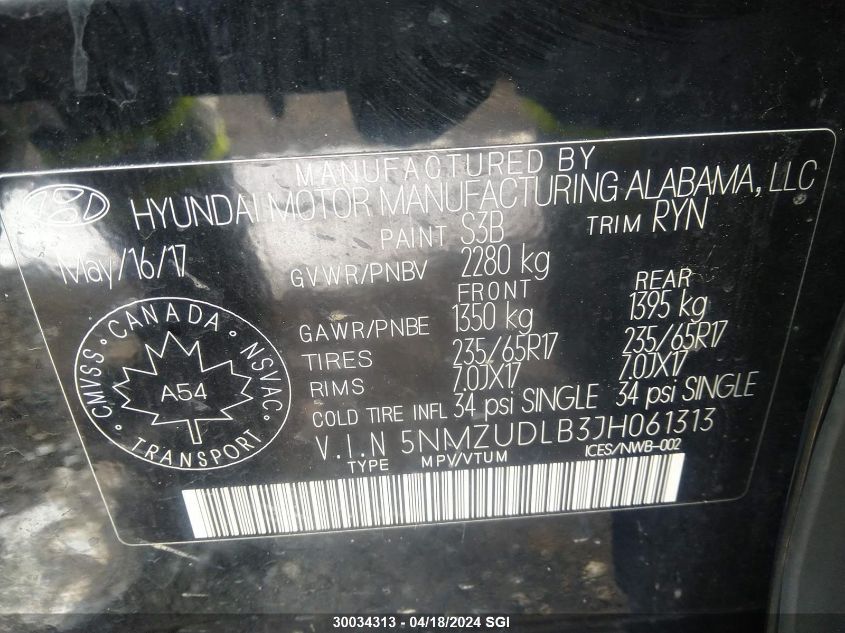 MANUFACTURED BY
HYUNDAI MOTOR MANUFACTURING ALABAMA, LLC
PAINT S3B TRIM RYN
May/16/17 GVWR/PNBV 2280 kg
FRONT REAR
GAWR/PNBE 1350 kg 1395 kg
TIRES 235/65R17 235/65R17
RIMS 7.0JX17 7.0JX17
COLD TIRE INFL 34 psi SINGLE 34 psi SINGLE
V.I.N 5NMZUDLB3JH061313
TYPE MPV/VTUM ICES/NWB-002
CMVSS • CANADA • NSVAC • TRANSPORT •
A54
30034313 - 04/18/2024 SGI